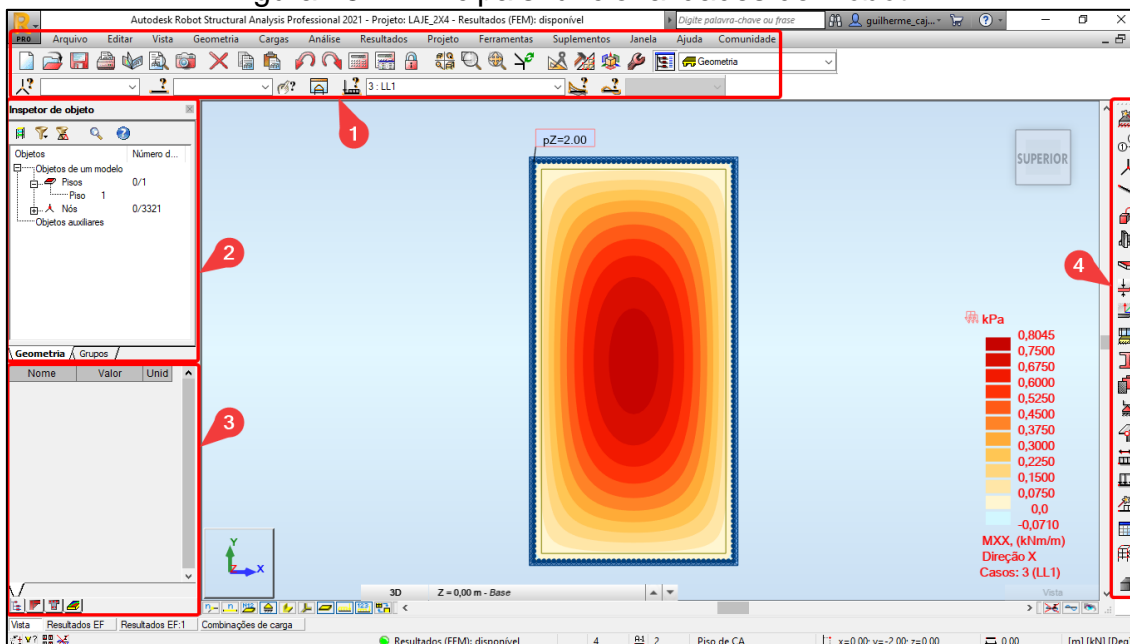 Autodesk Robot Structural Analysis Professional 2021 - Projeto: LAJE_2X4 - Resultados (FEM): disponível
Digite palavra-chave ou frase
guilherme_caj...
PRO Arquivo Editar Vista Geometria Cargas Análise Resultados Projeto Ferramentas Suplementos Janela Ajuda Comunidade
Geometria
3 : LL1
1
Inspetor de objeto
Objetos Número d...
Objetos de um modelo
Pisos 0/1
Piso 1
Nós 0/3321
Objetos auxiliares
2
Geometria Grupos
Nome Valor Unid
3
pZ=2.00
SUPERIOR
4
kPa
0,8045
0,7500
0,6750
0,6000
0,5250
0,4500
0,3750
0,3000
0,2250
0,1500
0,0750
0,0
-0,0710
MXX, (kNm/m)
Direção X
Casos: 3 (LL1)
Y
Z
X
3D Z = 0,00 m - Base
Vista
Vista Resultados EF Resultados EF:1 Combinações de carga
Resultados (FEM): disponível 4 2 Piso de CA x=0.00; y=-2.00; z=0.00 0.00 [m] [kN] [Deg]